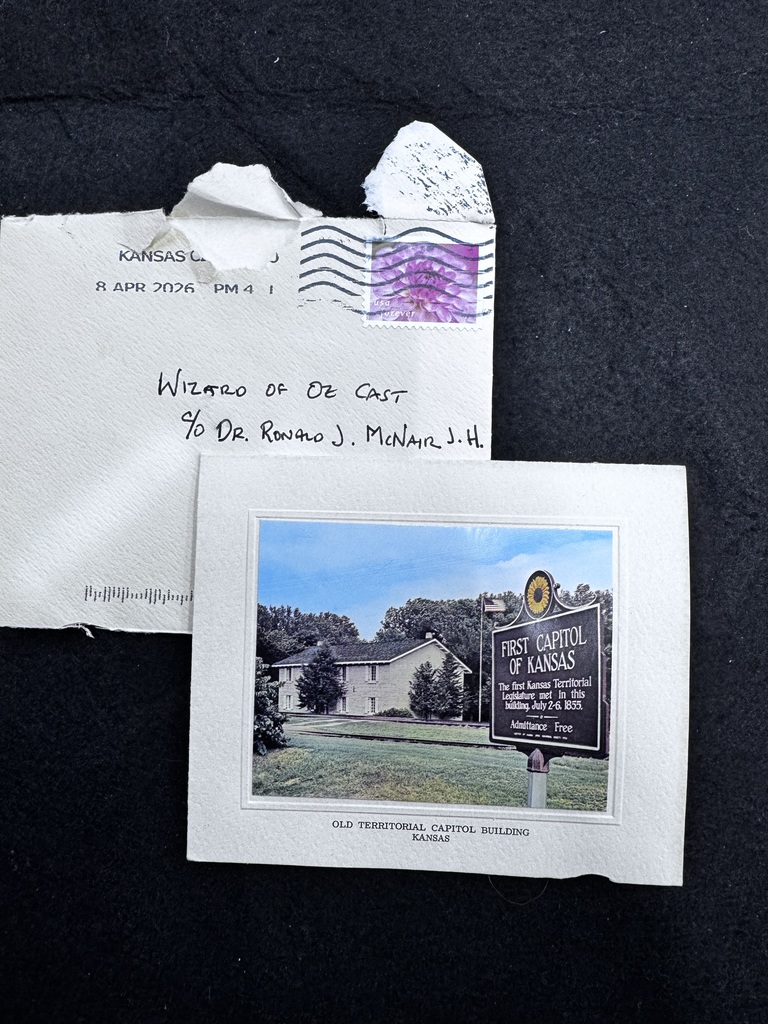 KANSAS C
8 APR 2026 PM 4 I
usa
forever
WIZARD OF OZ CAST
c/o DR. RONALD J. MCNAIR J.H.
FIRST CAPITOL
OF KANSAS
The first Kansas Territorial
Legislature met in this
building, July 2-6, 1855.
Admittance Free
OLD TERRITORIAL CAPITOL BUILDING
KANSAS